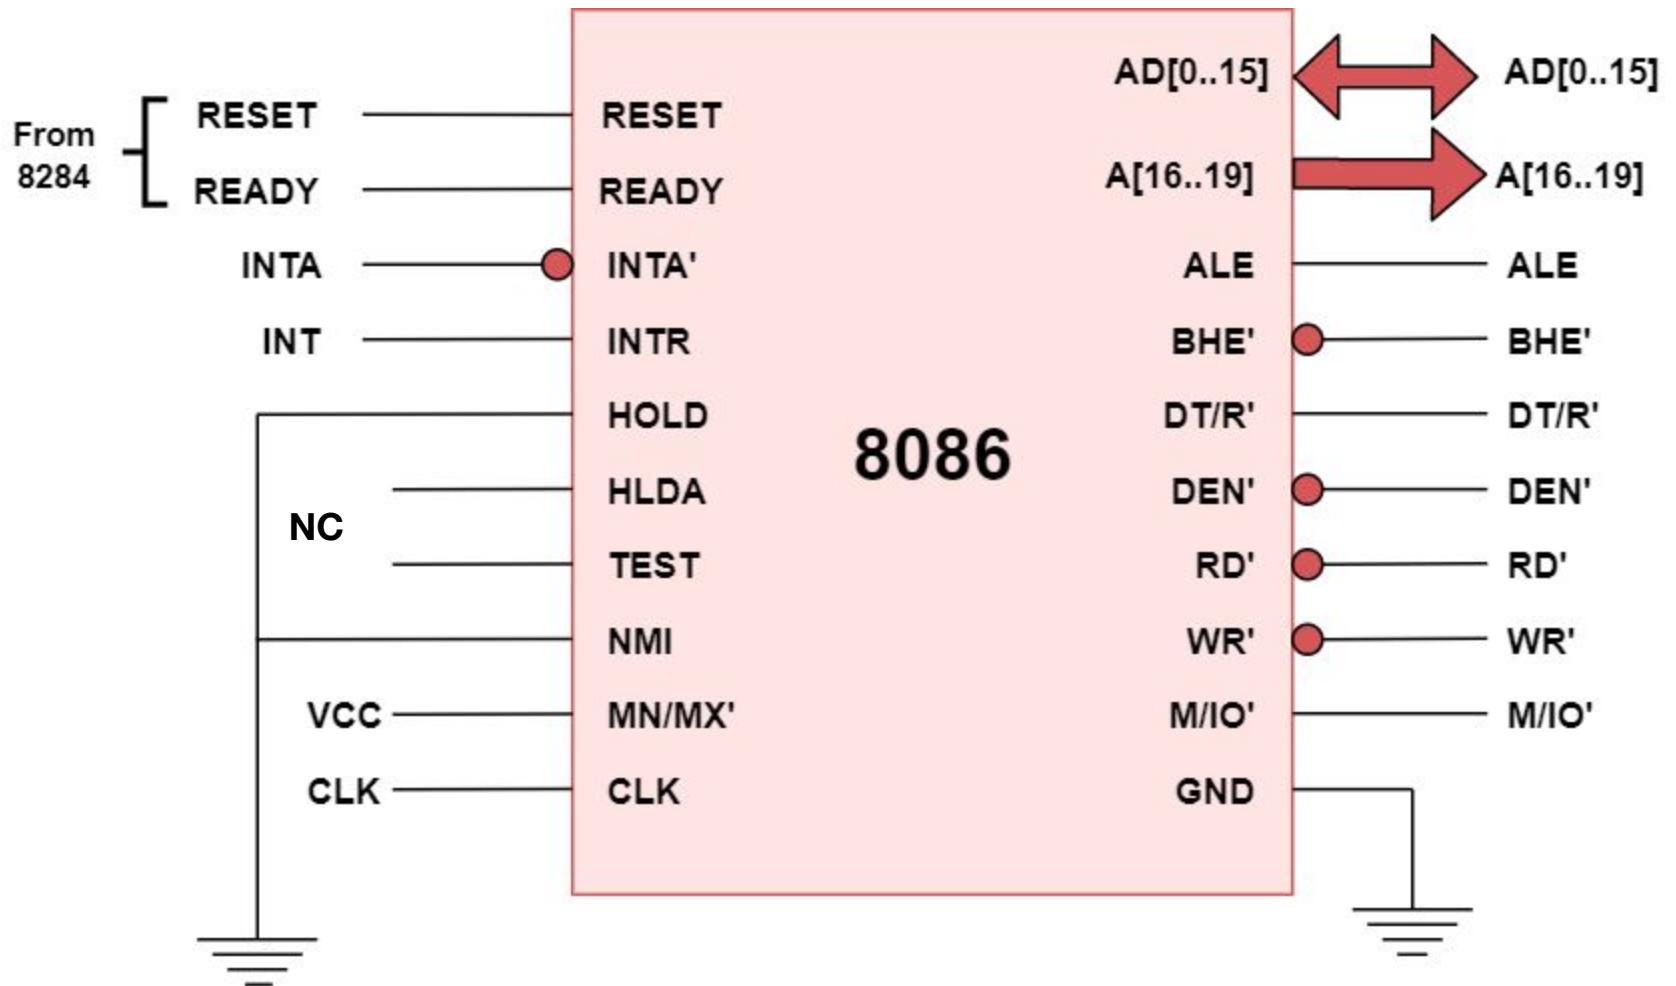 From
8284
RESET
READY
INTA
INT
NC
VCC
CLK
RESET
READY
INTA'
INTR
HOLD
HLDA
TEST
NMI
MN/MX'
CLK
8086
AD[0..15]
A[16..19]
ALE
BHE'
DT/R'
DEN'
RD'
WR'
M/IO'
GND
AD[0..15]
A[16..19]
ALE
BHE'
DT/R'
DEN'
RD'
WR'
M/IO'